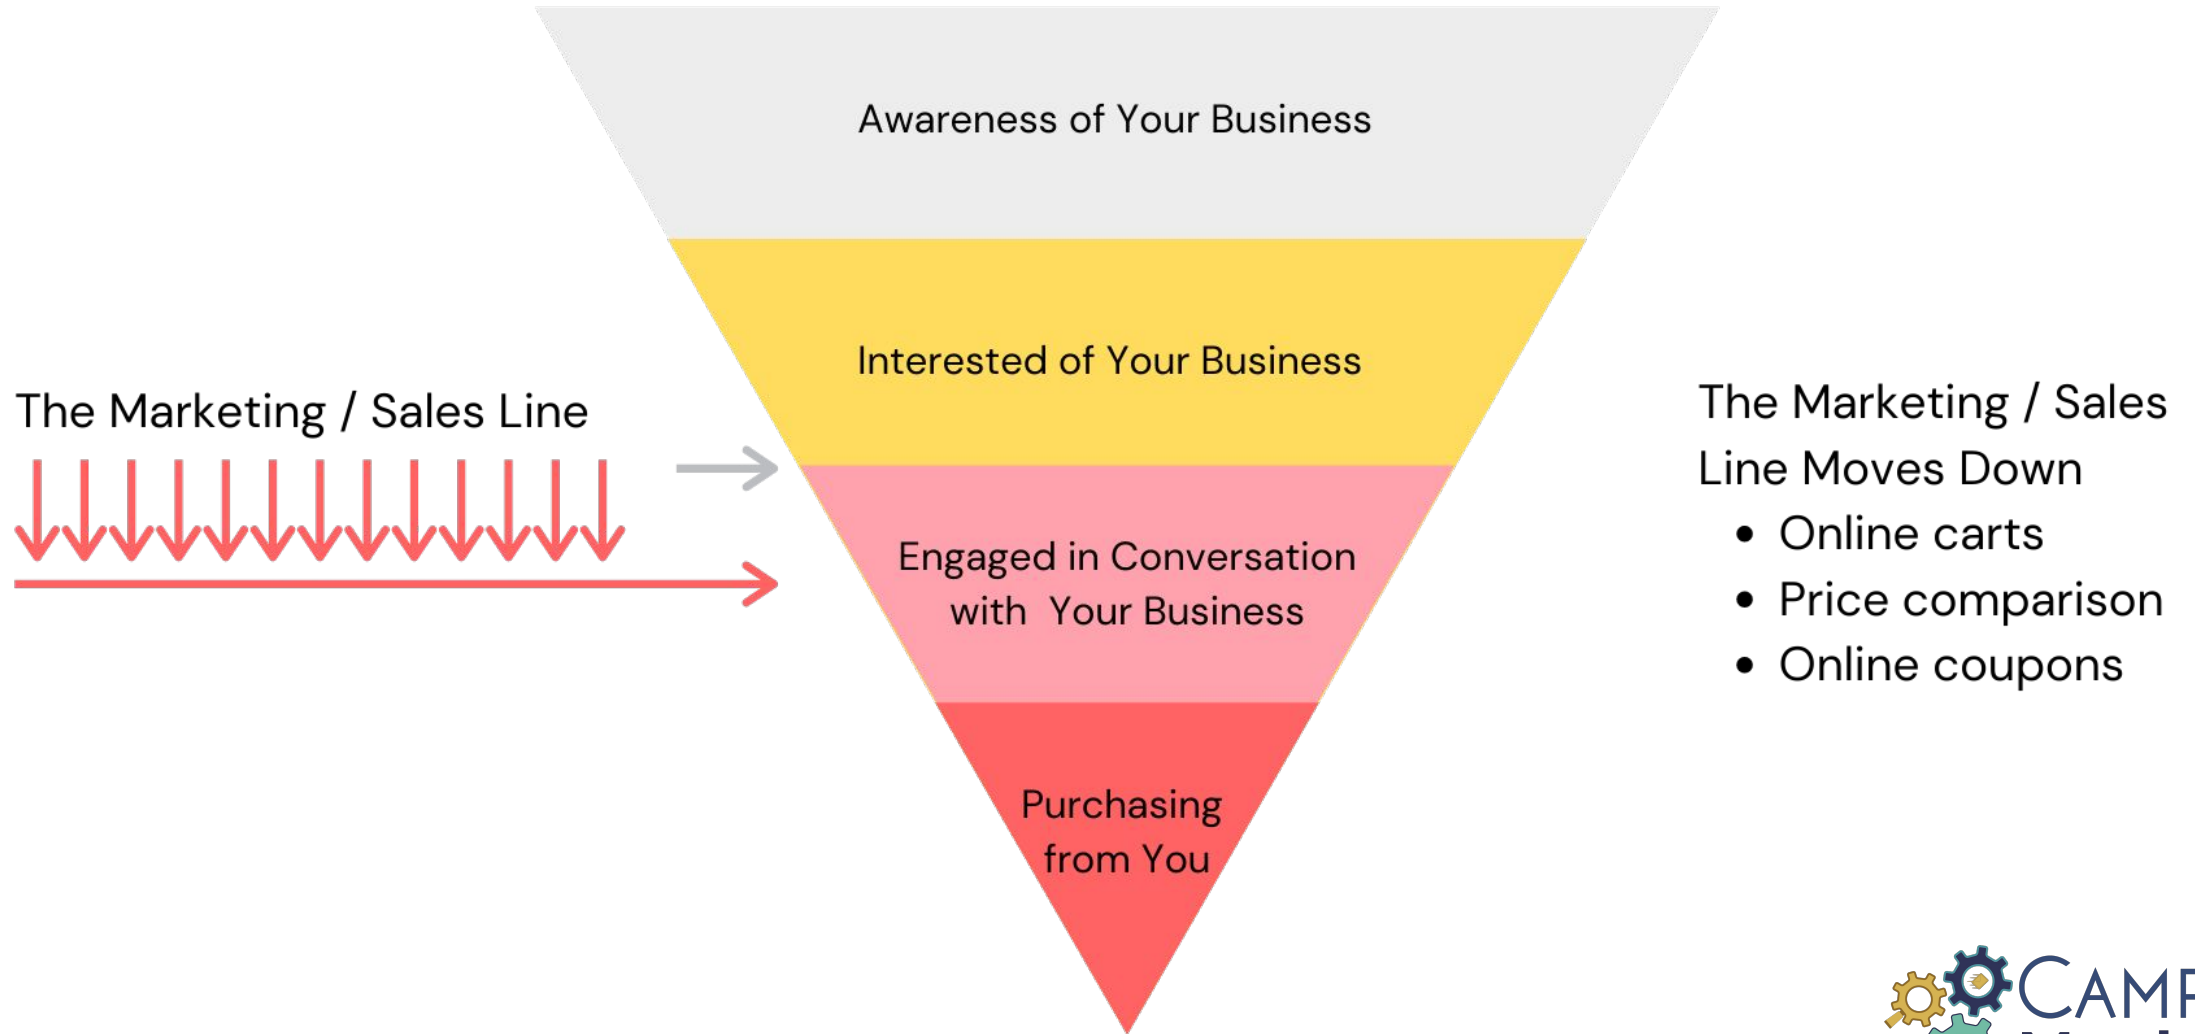 Awareness of Your Business
Interested of Your Business
The Marketing / Sales Line
Engaged in Conversation
with Your Business
Purchasing
from You
The Marketing / Sales
Line Moves Down
• Online carts
• Price comparison
• Online coupons